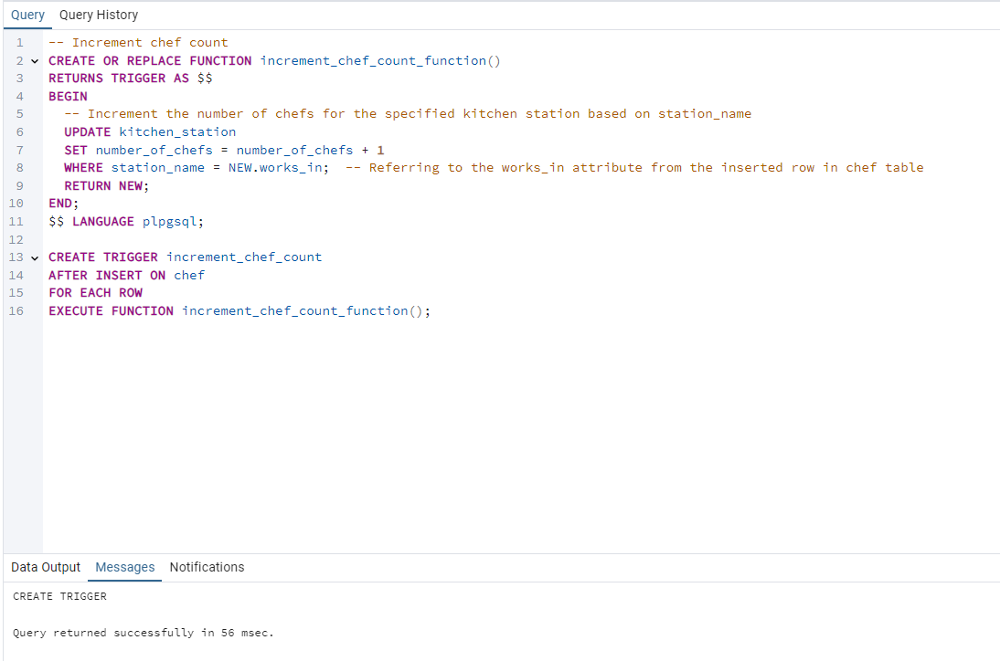 Query Query History
1 -- Increment chef count
2 CREATE OR REPLACE FUNCTION increment_chef_count_function()
3 RETURNS TRIGGER AS $$
4 BEGIN
5 -- Increment the number of chefs for the specified kitchen station based on station_name
6 UPDATE kitchen_station
7 SET number_of_chefs = number_of_chefs + 1
8 WHERE station_name = NEW.works_in; -- Referring to the works_in attribute from the inserted row in chef table
9 RETURN NEW;
10 END;
11 $$ LANGUAGE plpgsql;
12
13 CREATE TRIGGER increment_chef_count
14 AFTER INSERT ON chef
15 FOR EACH ROW
16 EXECUTE FUNCTION increment_chef_count_function();
Data Output Messages Notifications
CREATE TRIGGER
Query returned successfully in 56 msec.